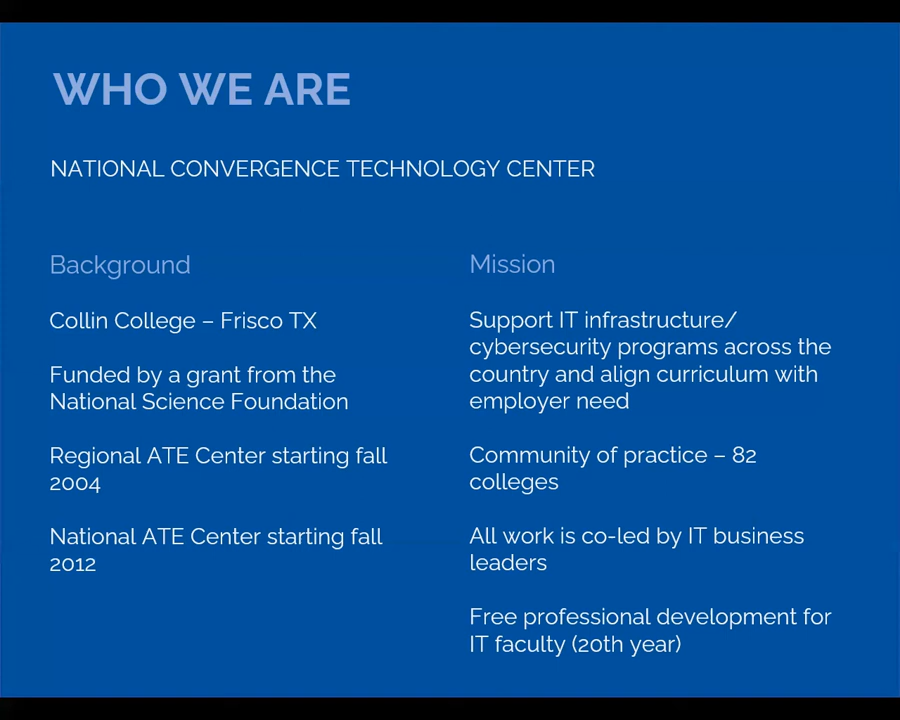 WHO WE ARE
NATIONAL CONVERGENCE TECHNOLOGY CENTER
Background
Collin College – Frisco TX
Funded by a grant from the
National Science Foundation
Regional ATE Center starting fall
2004
National ATE Center starting fall
2012
Mission
Support IT infrastructure/
cybersecurity programs across the
country and align curriculum with
employer need
Community of practice – 82
colleges
All work is co-led by IT business
leaders
Free professional development for
IT faculty (20th year)